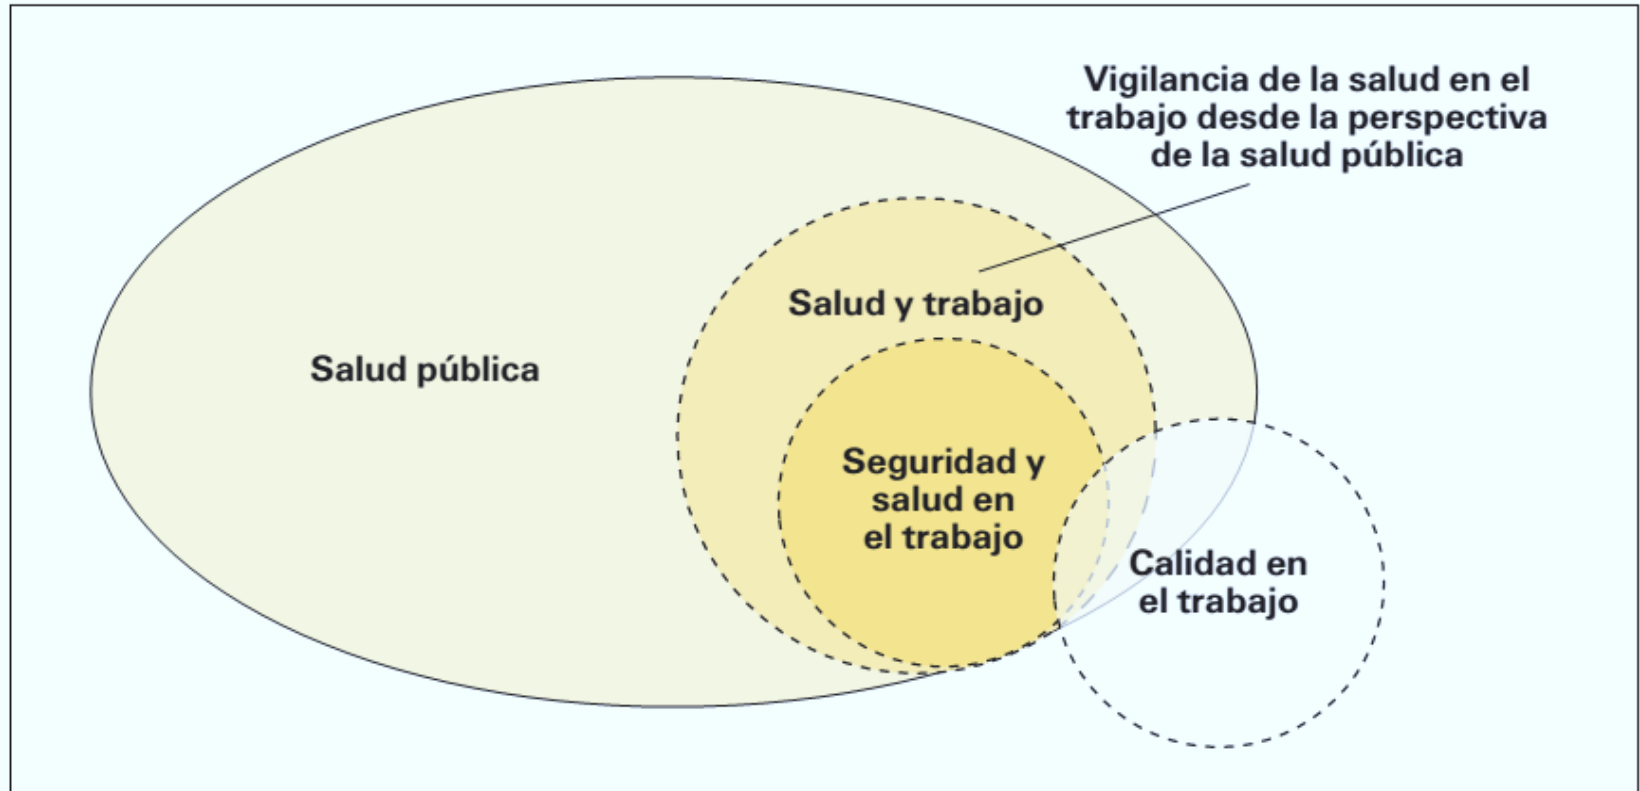 Vigilancia de la salud en el
trabajo desde la perspectiva
de la salud pública
Salud y trabajo
Salud pública
Seguridad y
salud en
el trabajo
Calidad en
el trabajo